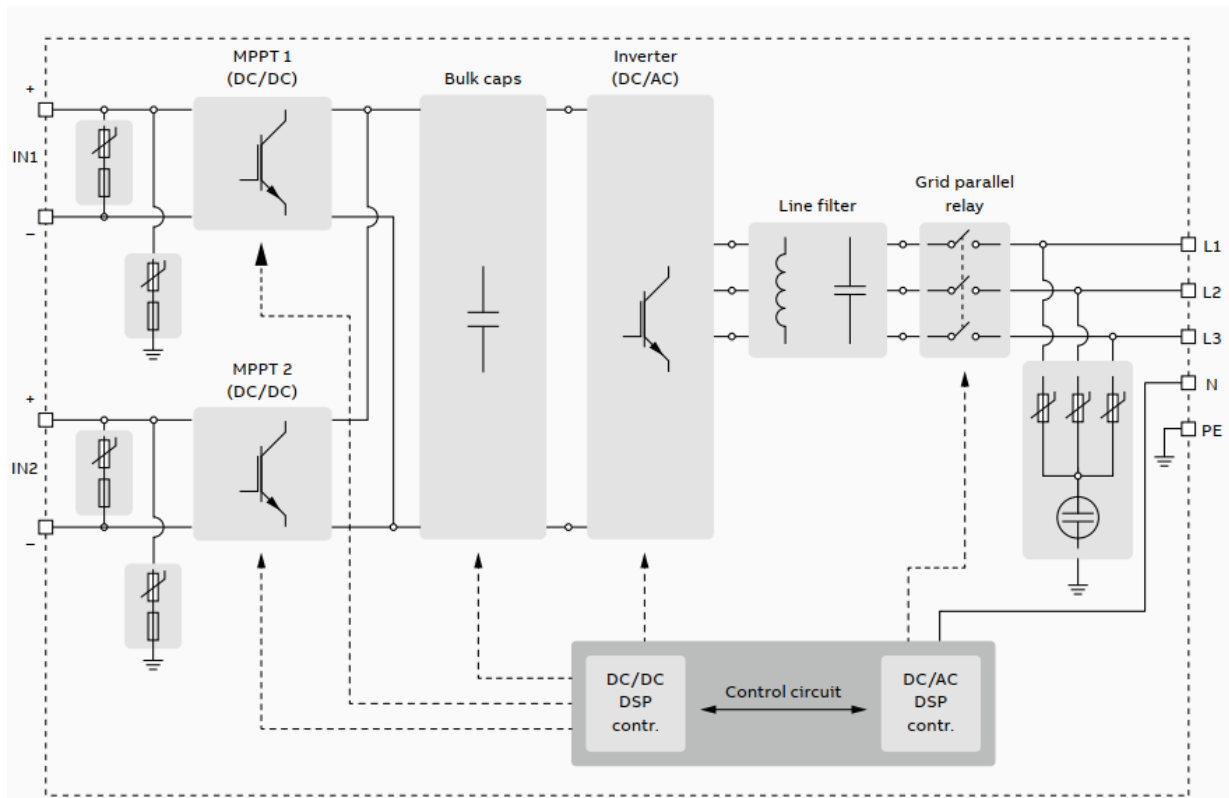 MPPT 1
(DC/DC)
Bulk caps
Inverter
(DC/AC)
+
IN1
−
Line filter
Grid parallel
relay
L1
L2
L3
N
PE
MPPT 2
(DC/DC)
+
IN2
−
DC/DC
DSP
contr.
Control circuit
DC/AC
DSP
contr.